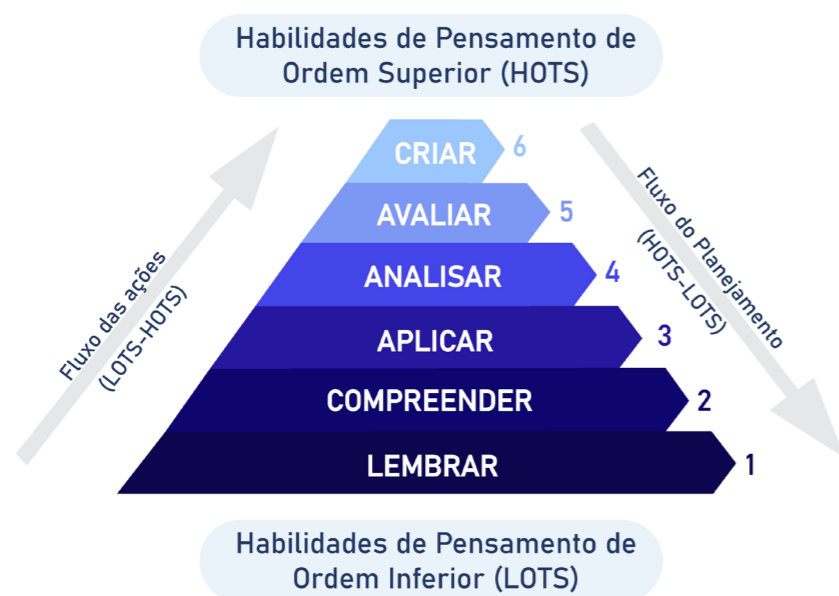 Habilidades de Pensamento de
Ordem Superior (HOTS)
CRIAR 6
AVALIAR 5
ANALISAR 4
APLICAR 3
COMPREENDER 2
LEMBRAR 1
Fluxo das ações
(LOTS-HOTS)
Fluxo do Planejamento
(HOTS-LOTS)
Habilidades de Pensamento de
Ordem Inferior (LOTS)